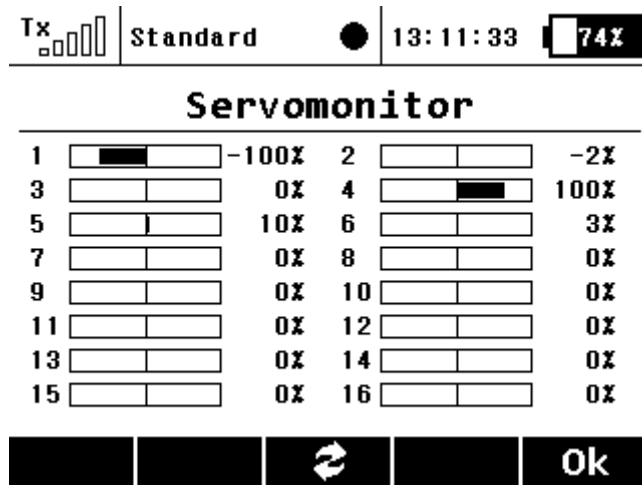 Tx Standard 13:11:33 74%
Servomonitor
1 -100% 2 -2%
3 0% 4 100%
5 10% 6 3%
7 0% 8 0%
9 0% 10 0%
11 0% 12 0%
13 0% 14 0%
15 0% 16 0%
Ok